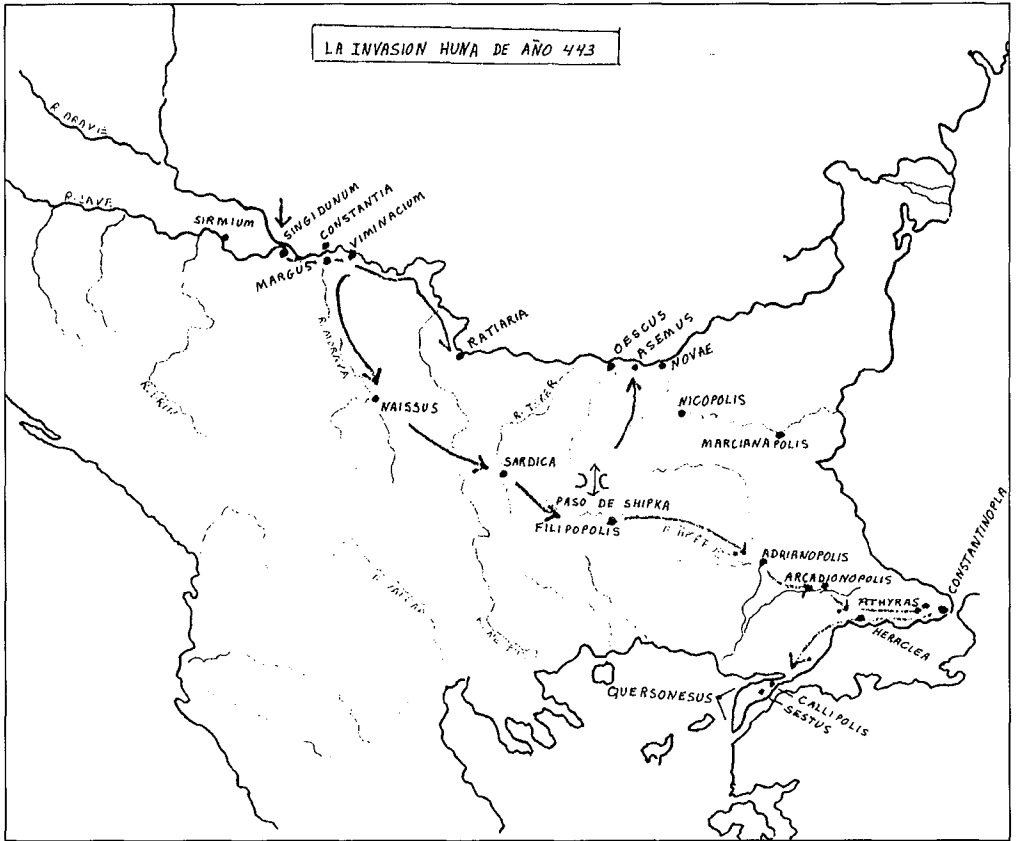 LA INVASION HUNA DE AÑO 443
R. DRAVE
R. SAVE
SIRMIUM
SINGIDUNUM
CONSTANTIA
VIMINACIUM
MARGUS
R. MORAVA
RATIARIA
OESCUS
ASEMUS
NOVAE
NAISSUS
NICOPOLIS
MARCIANAPOLIS
SARDICA
PASO DE SHIPKA
FILIPOPOLIS
ADRIANOPOLIS
ARCADIONOPOLIS
ATHYRAS
CONSTANTINOPLA
HERACLEA
QUERSONESUS
CALLIPOLIS
SESTUS